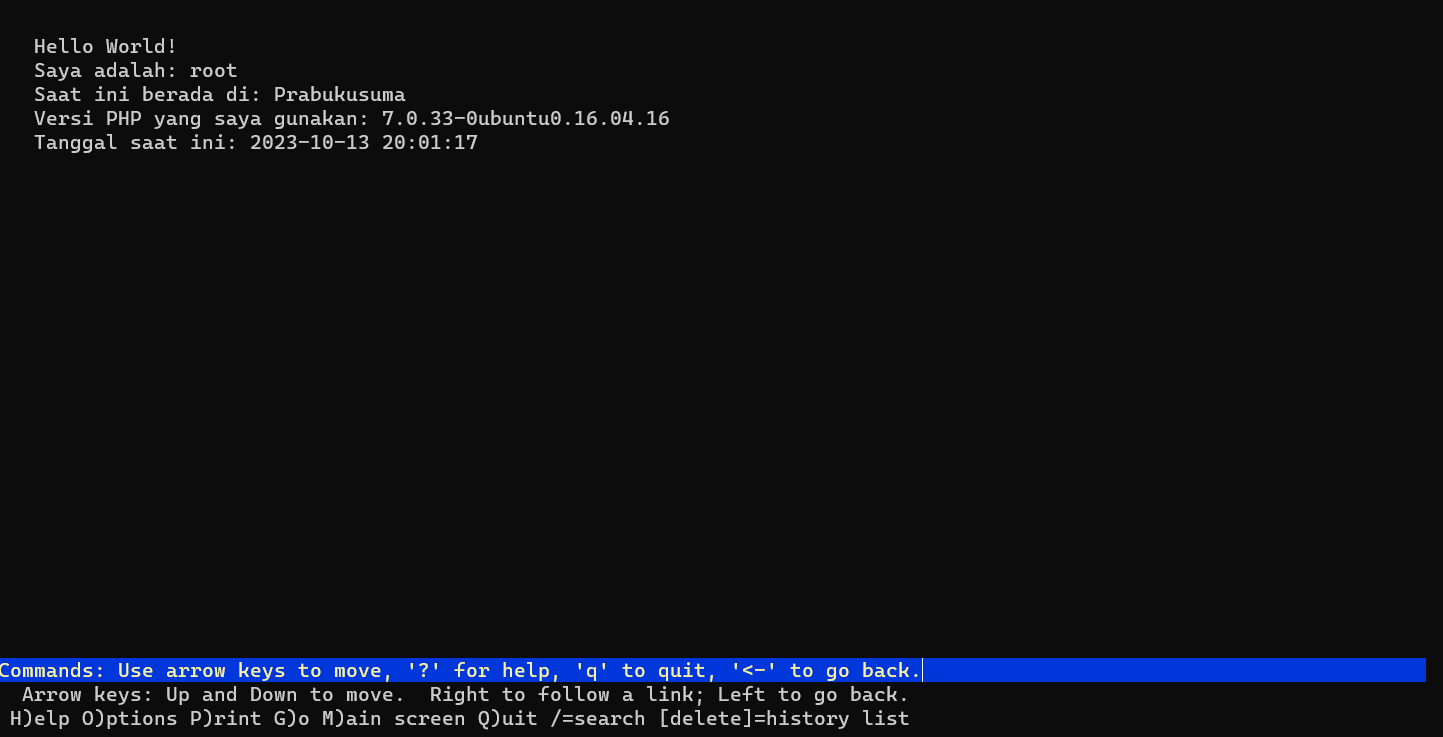 Hello World!
Saya adalah: root
Saat ini berada di: Prabukusuma
Versi PHP yang saya gunakan: 7.0.33-0ubuntu0.16.04.16
Tanggal saat ini: 2023-10-13 20:01:17
Commands: Use arrow keys to move, '?' for help, 'q' to quit, '<-' to go back.
Arrow keys: Up and Down to move.  Right to follow a link; Left to go back.
H)elp O)ptions P)rint G)o M)ain screen Q)uit /=search [delete]=history list